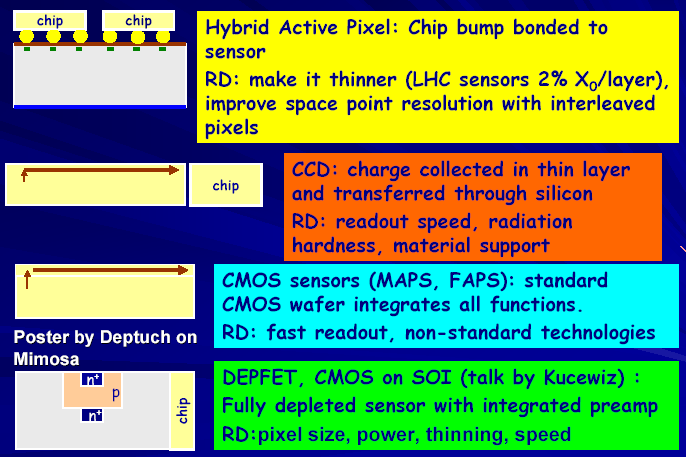 chip
chip
Hybrid Active Pixel: Chip bump bonded to
sensor
RD: make it thinner (LHC sensors 2% X₀/layer),
improve space point resolution with interleaved
pixels
chip
CCD: charge collected in thin layer
and transferred through silicon
RD: readout speed, radiation
hardness, material support
CMOS sensors (MAPS, FAPS): standard
CMOS wafer integrates all functions.
RD: fast readout, non-standard technologies
Poster by Deptuch on
Mimosa
n⁺
p
n⁺
chip
DEPFET, CMOS on SOI (talk by Kucewiz) :
Fully depleted sensor with integrated preamp
RD:pixel size, power, thinning, speed